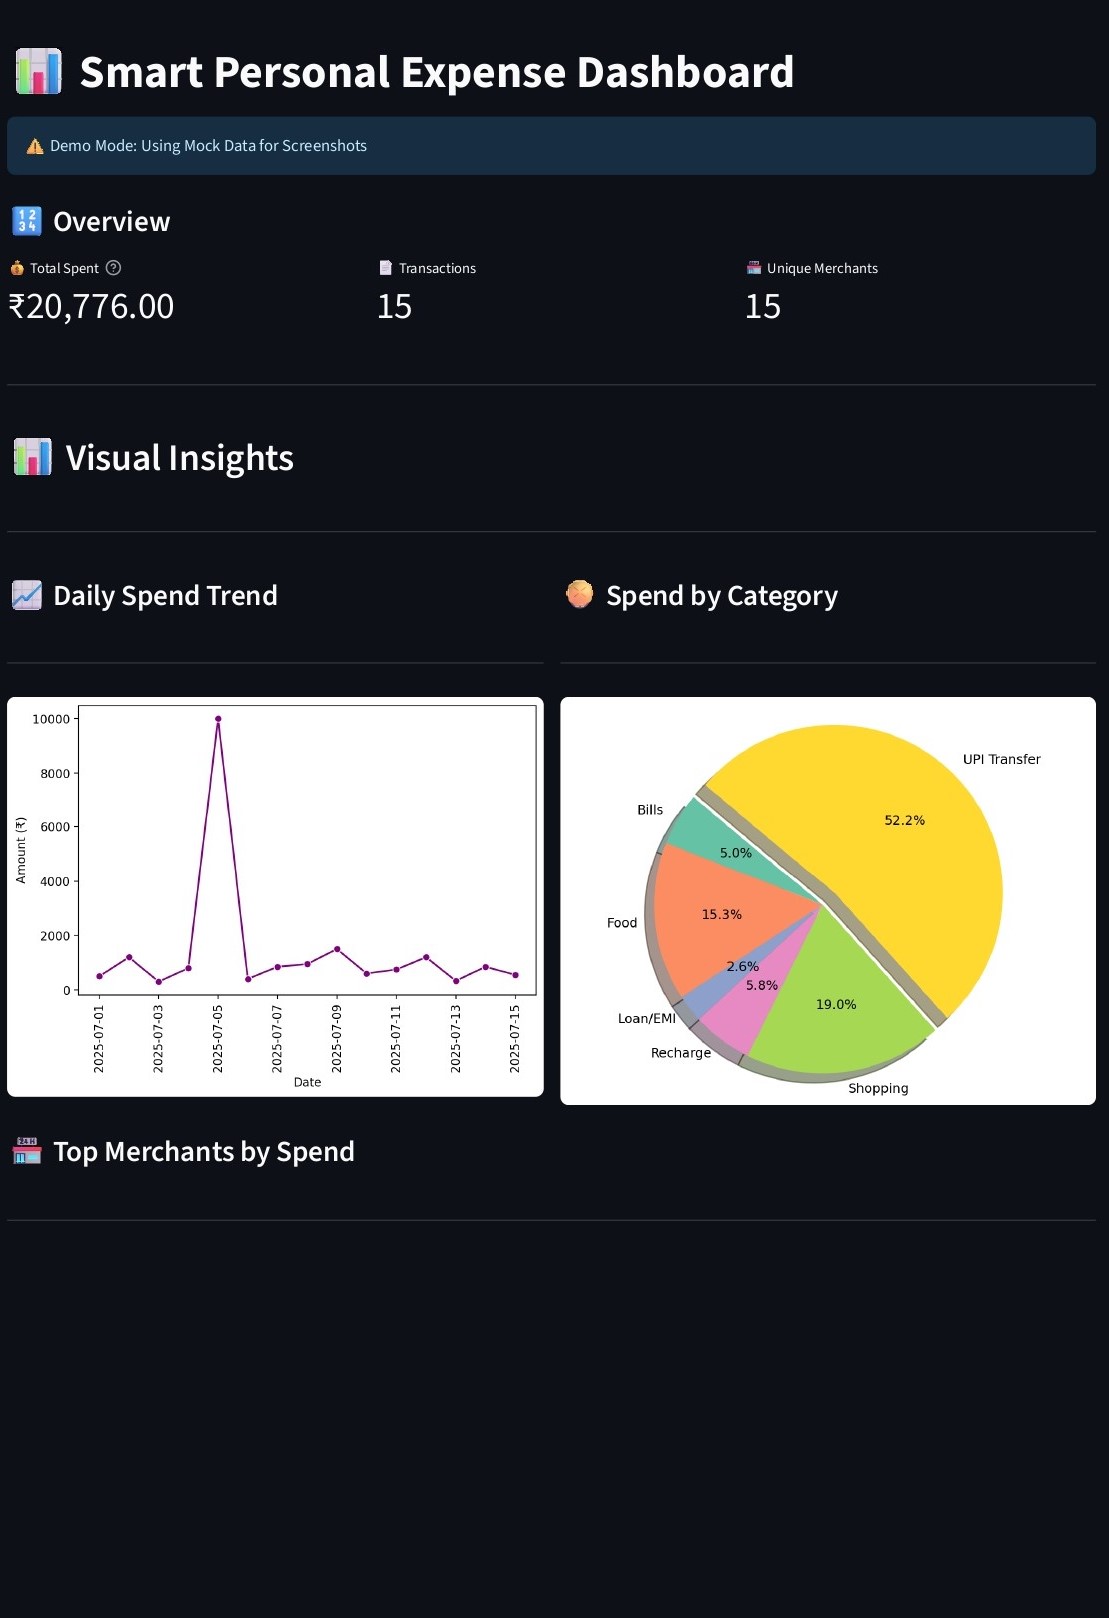 Smart Personal Expense Dashboard
Demo Mode: Using Mock Data for Screenshots
Overview
Total Spent
₹20,776.00
Transactions
15
Unique Merchants
15
Visual Insights
Daily Spend Trend
10000
8000
6000
4000
2000
0
Amount (₹)
2025-07-01
2025-07-03
2025-07-05
2025-07-07
2025-07-09
2025-07-11
2025-07-13
2025-07-15
Date
Spend by Category
UPI Transfer
52.2%
Bills
5.0%
Food
15.3%
Loan/EMI
2.6%
Recharge
5.8%
Shopping
19.0%
Top Merchants by Spend